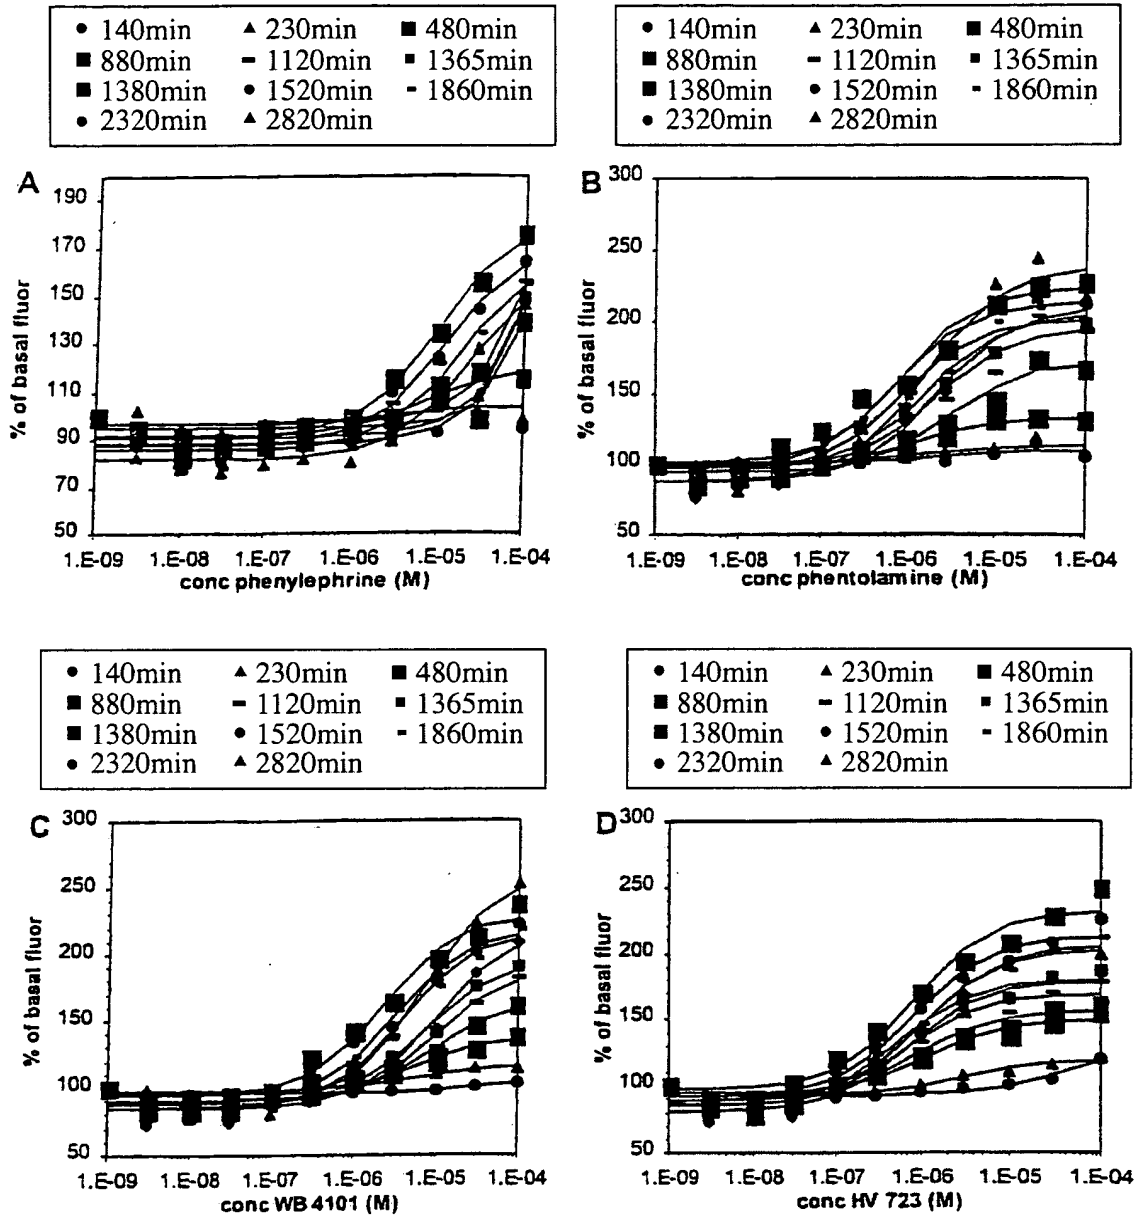 140min 230min 480min
880min 1120min 1365min
1380min 1520min 1860min
2320min 2820min
140min 230min 480min
880min 1120min 1365min
1380min 1520min 1860min
2320min 2820min
A
% of basal fluor
190
170
150
130
110
90
70
50
1.E-09 1.E-08 1.E-07 1.E-06 1.E-05 1.E-04
conc phenylephrine (M)
B
% of basal fluor
300
250
200
150
100
50
1.E-09 1.E-08 1.E-07 1.E-06 1.E-05 1.E-04
conc phentolamine (M)
140min 230min 480min
880min 1120min 1365min
1380min 1520min 1860min
2320min 2820min
140min 230min 480min
880min 1120min 1365min
1380min 1520min 1860min
2320min 2820min
C
% of basal fluor
300
250
200
150
100
50
1.E-09 1.E-08 1.E-07 1.E-06 1.E-05 1.E-04
conc WB 4101 (M)
D
% of basal fluor
300
250
200
150
100
50
1.E-09 1.E-08 1.E-07 1.E-06 1.E-05 1.E-04
conc HV 723 (M)